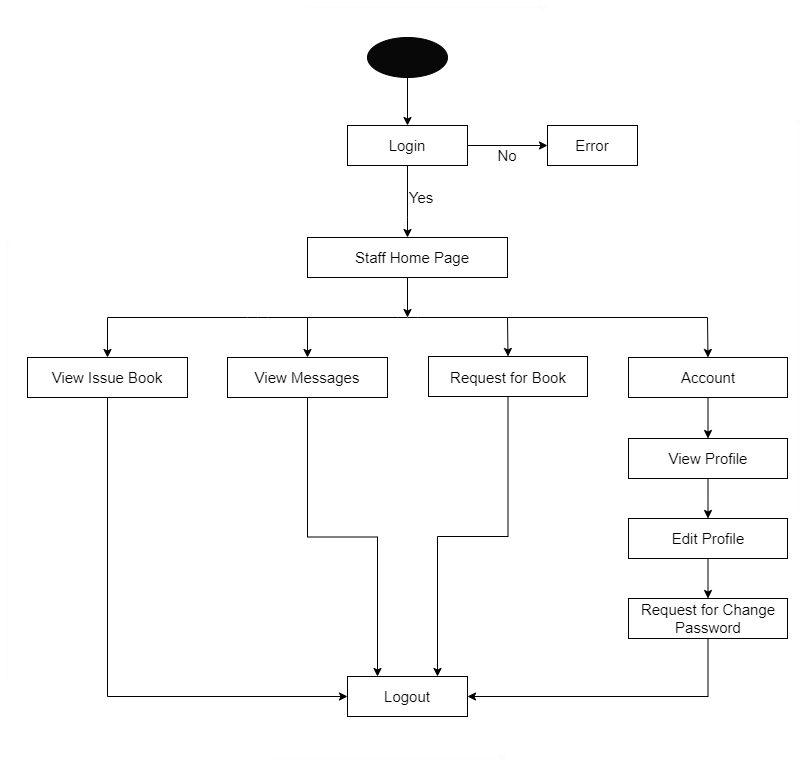 Login
Error
No
Yes
Staff Home Page
View Issue Book
View Messages
Request for Book
Account
View Profile
Edit Profile
Request for Change
Password
Logout